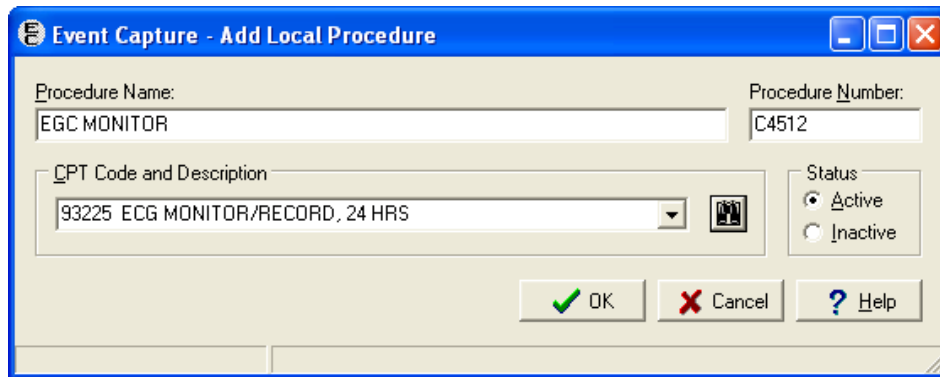 Event Capture - Add Local Procedure
Procedure Name:
Procedure Number:
EGC MONITOR
C4512
CPT Code and Description
Status
93225 ECG MONITOR/RECORD, 24 HRS
Active
Inactive
OK
Cancel
? Help